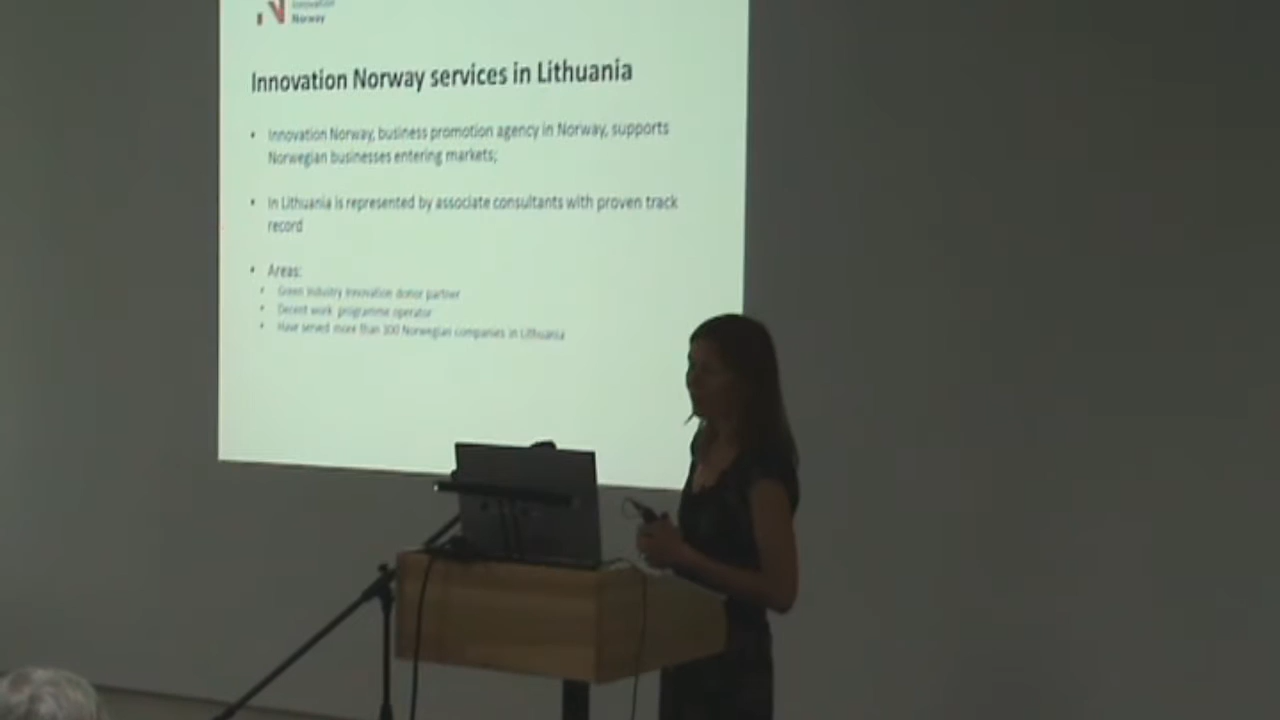 Innovation
Norway
Innovation Norway services in Lithuania
• Innovation Norway, business promotion agency in Norway, supports
Norwegian businesses entering markets;
• In Lithuania is represented by associate consultants with proven track
record
• Areas:
• Green Industry Innovation donor partner
• Decent work programme operator
• Have served more than 300 Norwegian companies in Lithuania